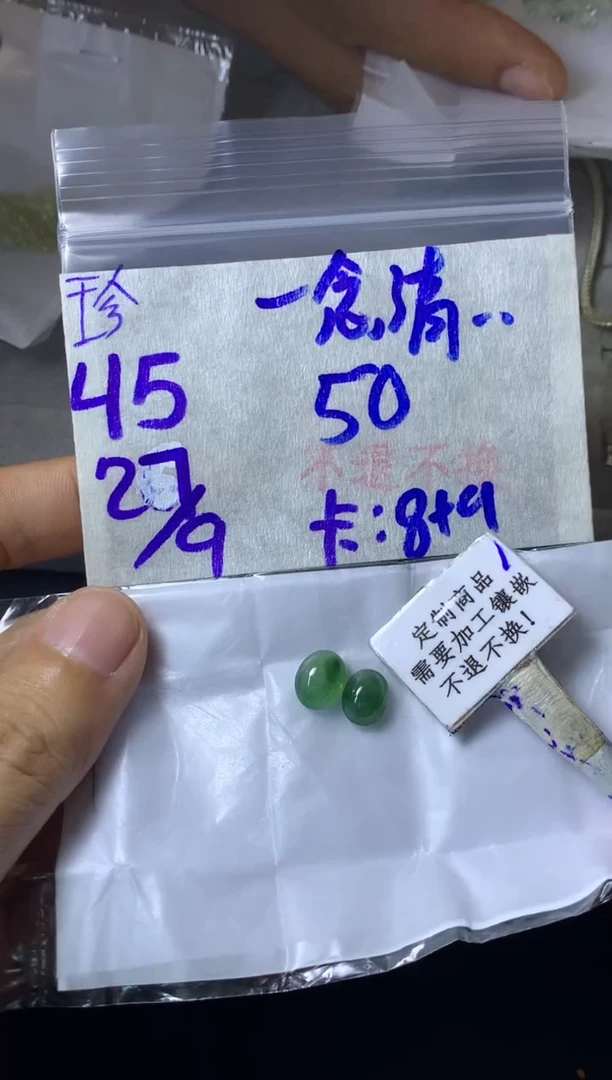 珍
45
27/9
一念清..
50
不退不换
卡:8+9
定制商品
需要加工镶嵌
不退不换!